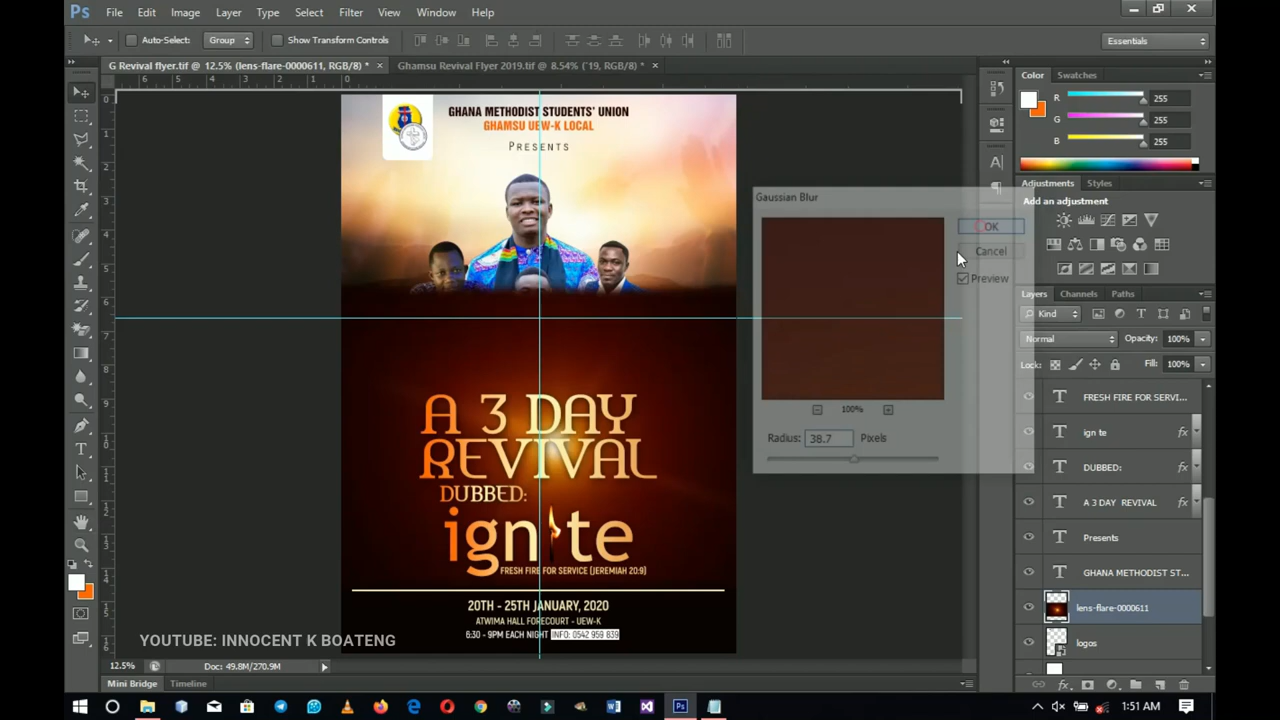 Ps File Edit Image Layer Type Select Filter View Window Help
Auto-Select: Group Show Transform Controls Essentials
G Revival flyer.tif @ 12.5% (lens-flare-0000611, RGB/8) * × Ghamsu Revival Flyer 2019.tif @ 8.54% (`19, RGB/8) * ×
GHANA METHODIST STUDENTS' UNION
GHAMSU UEW-K LOCAL
PRESENTS
A 3 DAY
REVIVAL
DUBBED:
ignite
FRESH FIRE FOR SERVICE (JEREMIAH 20:9)
20TH - 25TH JANUARY, 2020
ATWIMA HALL FORECOURT - UEW-K
6:30 - 9PM EACH NIGHT INFO: 0542 959 839
YOUTUBE: INNOCENT K BOATENG
Gaussian Blur
OK
Cancel
Preview
100%
Radius: 38.7 Pixels
Color Swatches
R 255
G 255
B 255
Adjustments Styles
Add an adjustment
Layers Channels Paths
Kind
Normal Opacity: 100%
Lock: Fill: 100%
FRESH FIRE FOR SERVI...
ign te fx
DUBBED: fx
A 3 DAY REVIVAL fx
Presents
GHANA METHODIST ST...
lens-flare-0000611
logos
12.5% Doc: 49.8M/270.9M
Mini Bridge Timeline
1:51 AM